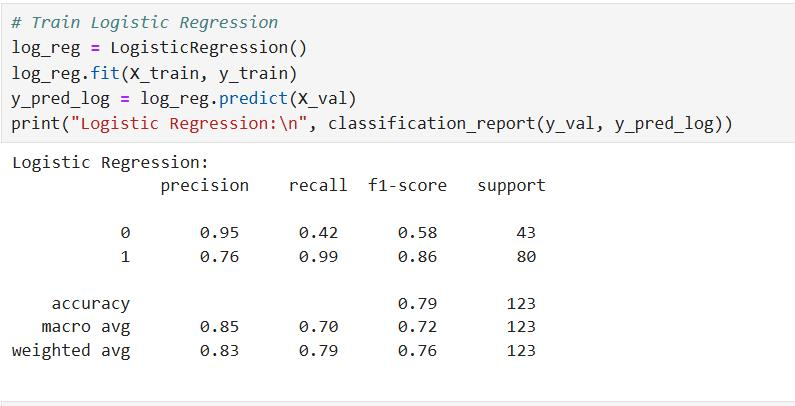 # Train Logistic Regression
log_reg = LogisticRegression()
log_reg.fit(X_train, y_train)
y_pred_log = log_reg.predict(X_val)
print("Logistic Regression:\n", classification_report(y_val, y_pred_log))
Logistic Regression:
               precision    recall  f1-score   support

           0       0.95      0.42      0.58        43
           1       0.76      0.99      0.86        80

    accuracy                           0.79       123
   macro avg       0.85      0.70      0.72       123
weighted avg       0.83      0.79      0.76       123